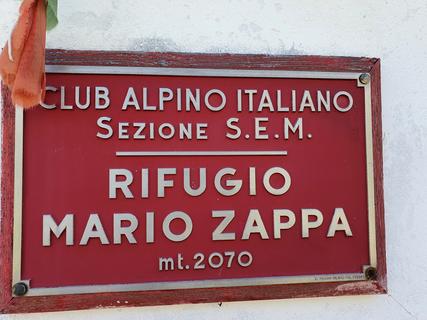 CLUB ALPINO ITALIANO
SEZIONE S.E.M.
RIFUGIO
MARIO ZAPPA
mt. 2070